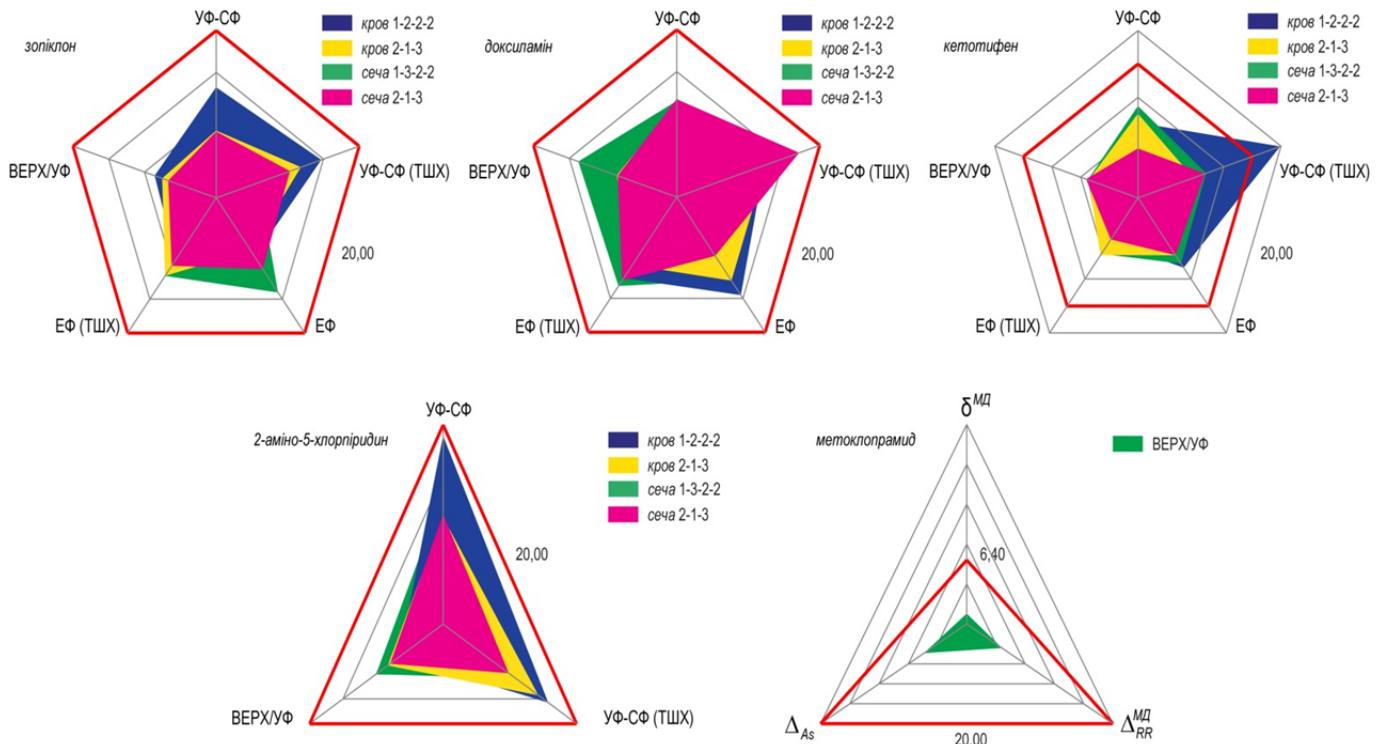 зопіклон
УФ-СФ
кров 1-2-2-2
кров 2-1-3
сеча 1-3-2-2
сеча 2-1-3
ВЕРХ/УФ
УФ-СФ (ТШХ)
20,00
ЕФ (ТШХ)
ЕФ
доксиламін
УФ-СФ
кров 1-2-2-2
кров 2-1-3
сеча 1-3-2-2
сеча 2-1-3
ВЕРХ/УФ
УФ-СФ (ТШХ)
20,00
ЕФ (ТШХ)
ЕФ
кетотифен
УФ-СФ
кров 1-2-2-2
кров 2-1-3
сеча 1-3-2-2
сеча 2-1-3
ВЕРХ/УФ
УФ-СФ (ТШХ)
20,00
ЕФ (ТШХ)
ЕФ
2-аміно-5-хлорпіридин
УФ-СФ
кров 1-2-2-2
кров 2-1-3
сеча 1-3-2-2
сеча 2-1-3
20,00
ВЕРХ/УФ
УФ-СФ (ТШХ)
метоклопрамид
δ^МД
ВЕРХ/УФ
6,40
Δ_As
20,00
Δ^МД_RR